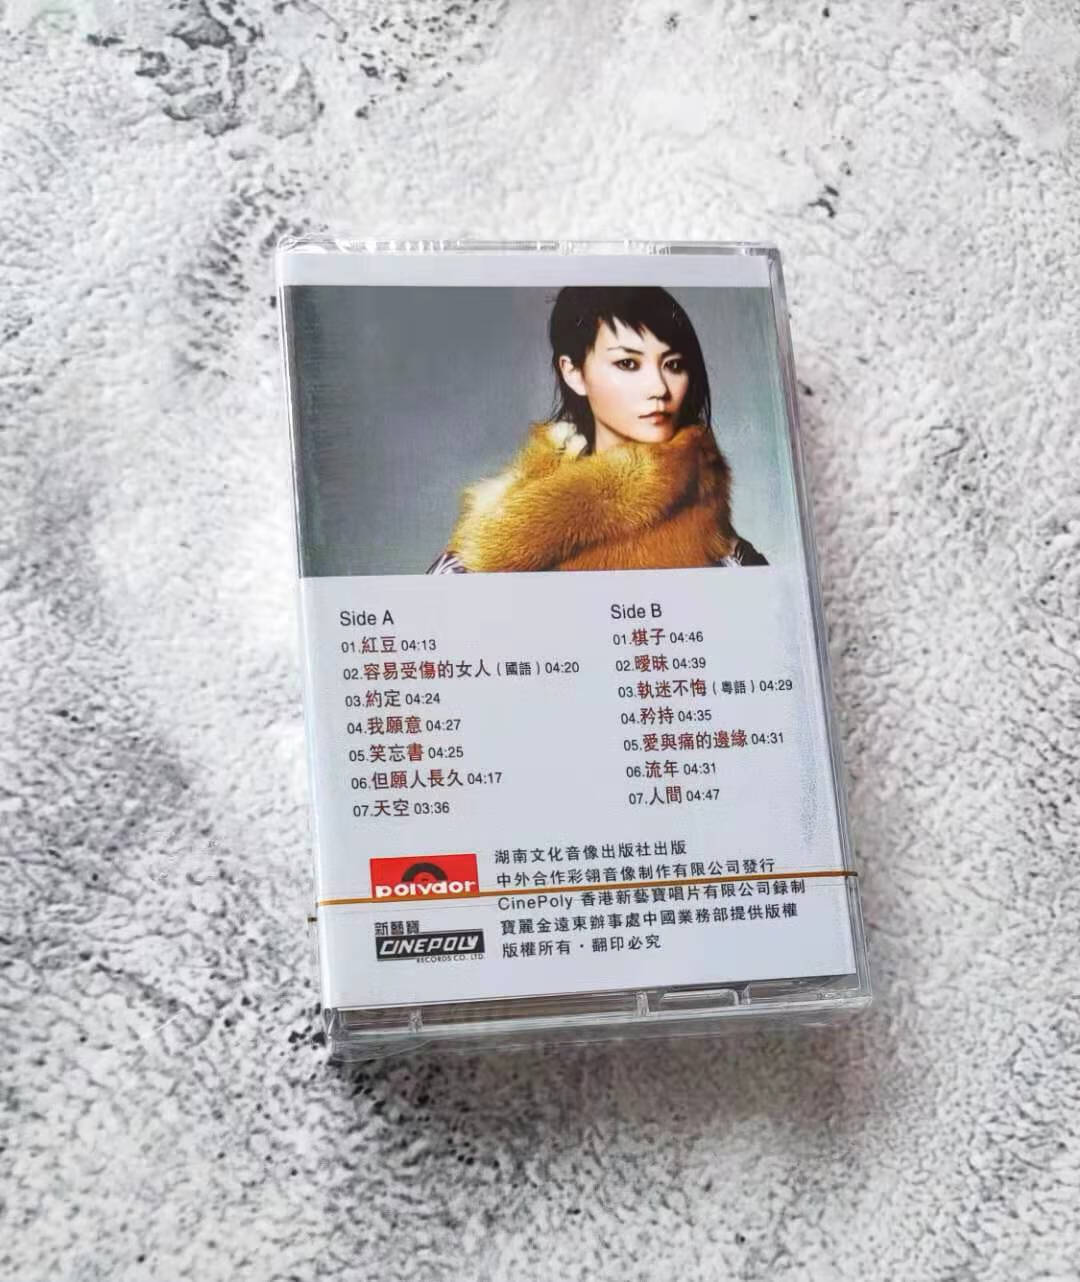 Side A
01.紅豆 04:13
02.容易受傷的女人（國語）04:20
03.約定 04:24
04.我願意 04:27
05.笑忘書 04:25
06.但願人長久 04:17
07.天空 03:36
Side B
01.棋子 04:46
02.曖昧 04:39
03.執迷不悔（粵語）04:29
04.矜持 04:35
05.愛與痛的邊緣 04:31
06.流年 04:31
07.人間 04:47
polydor
新藝寶
CINEPOLY
RECORDS CO. LTD.
湖南文化音像出版社出版
中外合作彩翎音像制作有限公司發行
CinePoly 香港新藝寶唱片有限公司録制
寶麗金遠東辦事處中國業務部提供版權
版權所有·翻印必究